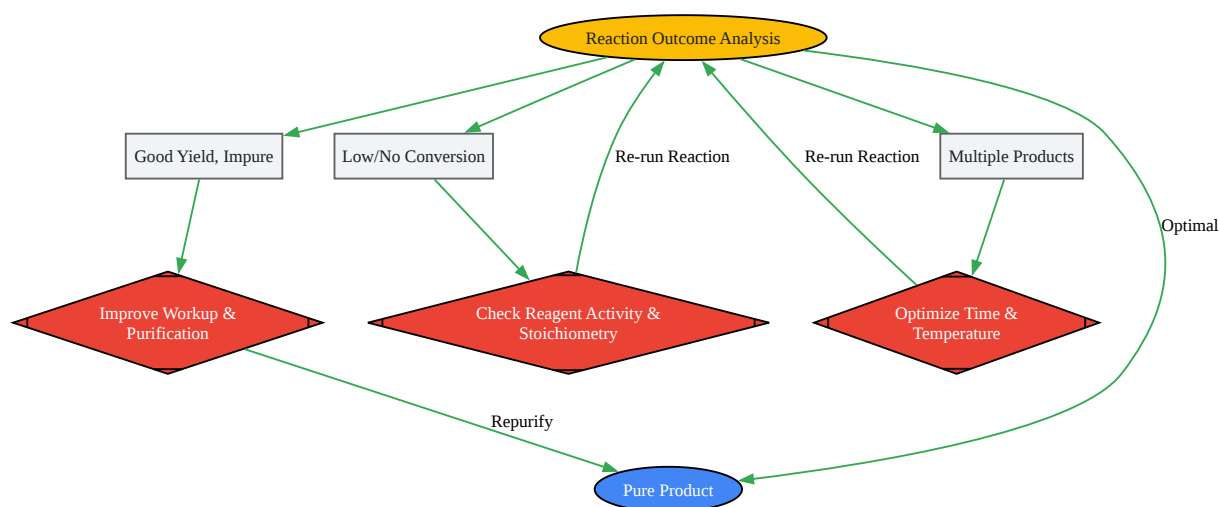 Reaction Outcome Analysis
Good Yield, Impure
Low/No Conversion
Re-run Reaction
Re-run Reaction
Multiple Products
Optimal
Improve Workup &
Purification
Check Reagent Activity &
Stoichiometry
Optimize Time &
Temperature
Repurify
Pure Product